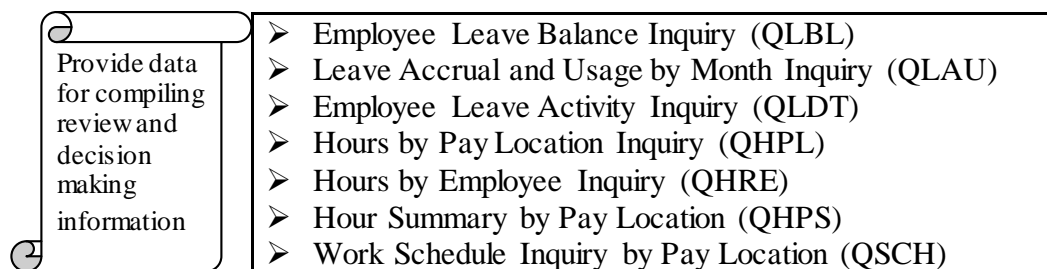 Provide data
for compiling
review and
decision
making
information
➢ Employee Leave Balance Inquiry (QLBL)
➢ Leave Accrual and Usage by Month Inquiry (QLAU)
➢ Employee Leave Activity Inquiry (QLDT)
➢ Hours by Pay Location Inquiry (QHPL)
➢ Hours by Employee Inquiry (QHRE)
➢ Hour Summary by Pay Location (QHPS)
➢ Work Schedule Inquiry by Pay Location (QSCH)